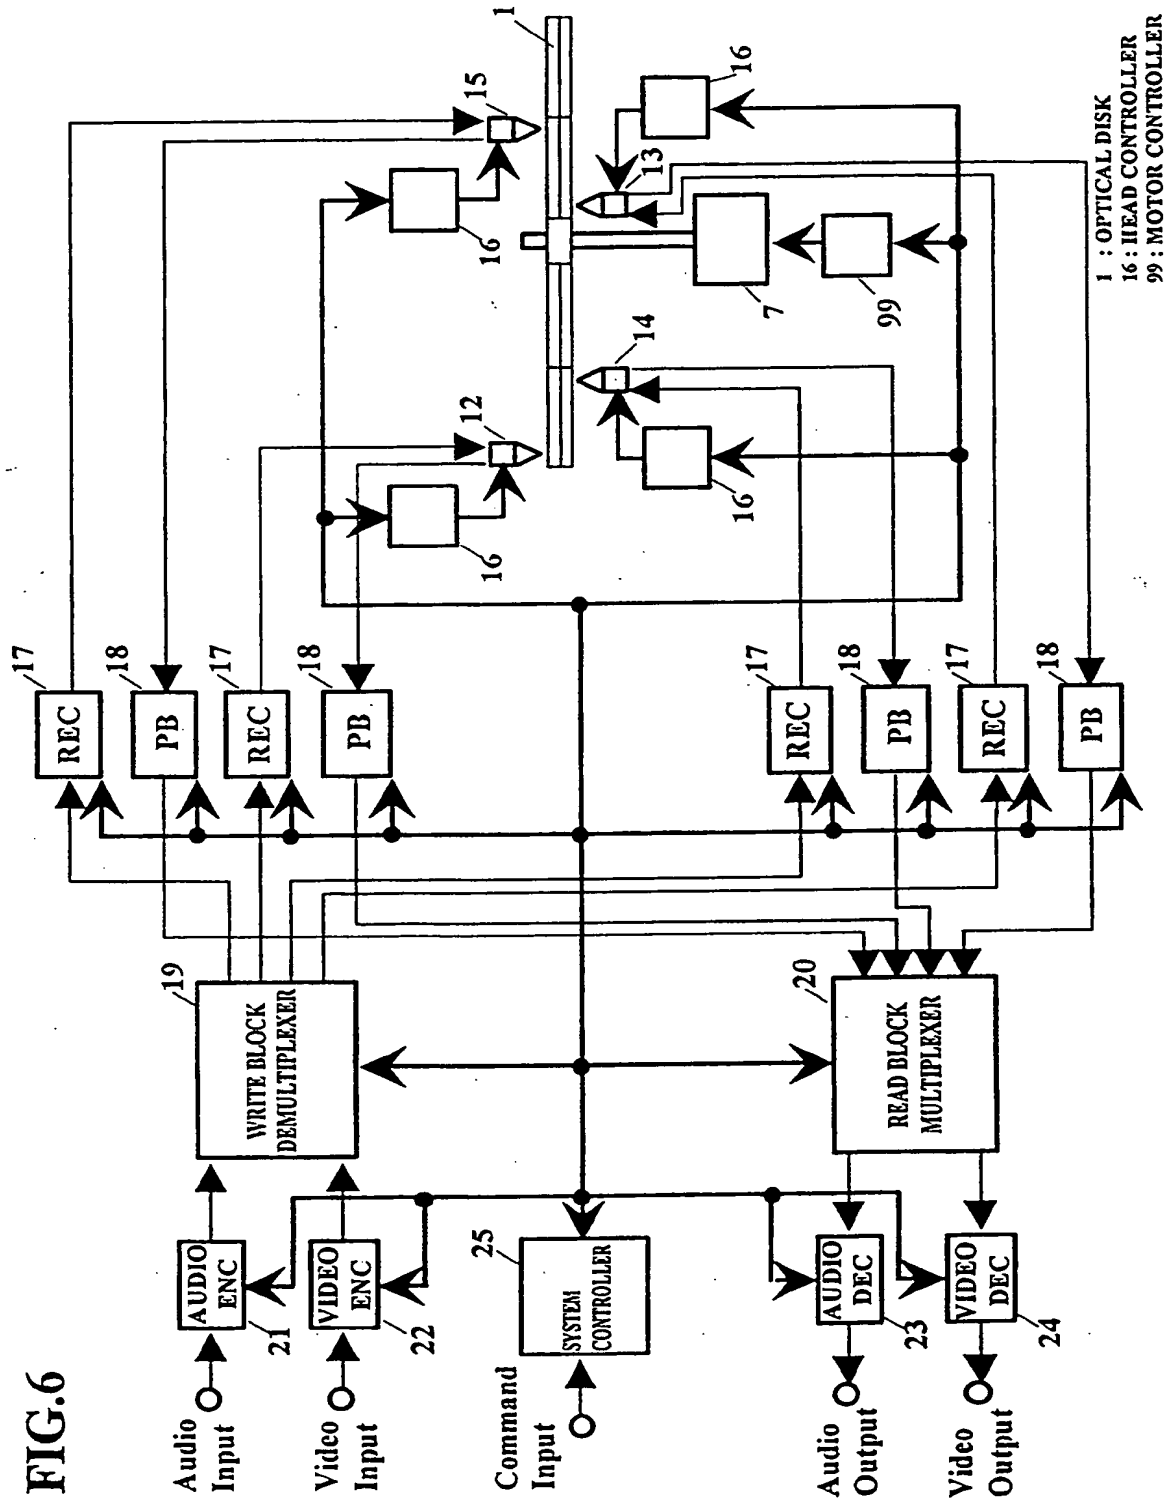 FIG.6
Audio
Input
Video
Input
Command
Input
Audio
Output
Video
Output
AUDIO
ENC
21
VIDEO
ENC
22
SYSTEM
CONTROLLER
25
AUDIO
DEC
23
VIDEO
DEC
24
WRITE BLOCK
DEMULTIPLEXER
19
READ BLOCK
MULTIPLEXER
20
REC
17
PB
18
REC
17
PB
18
REC
17
PB
18
REC
17
PB
18
16
12
16
15
1
16
14
7
99
13
16
1 : OPTICAL DISK
16 : HEAD CONTROLLER
99 : MOTOR CONTROLLER